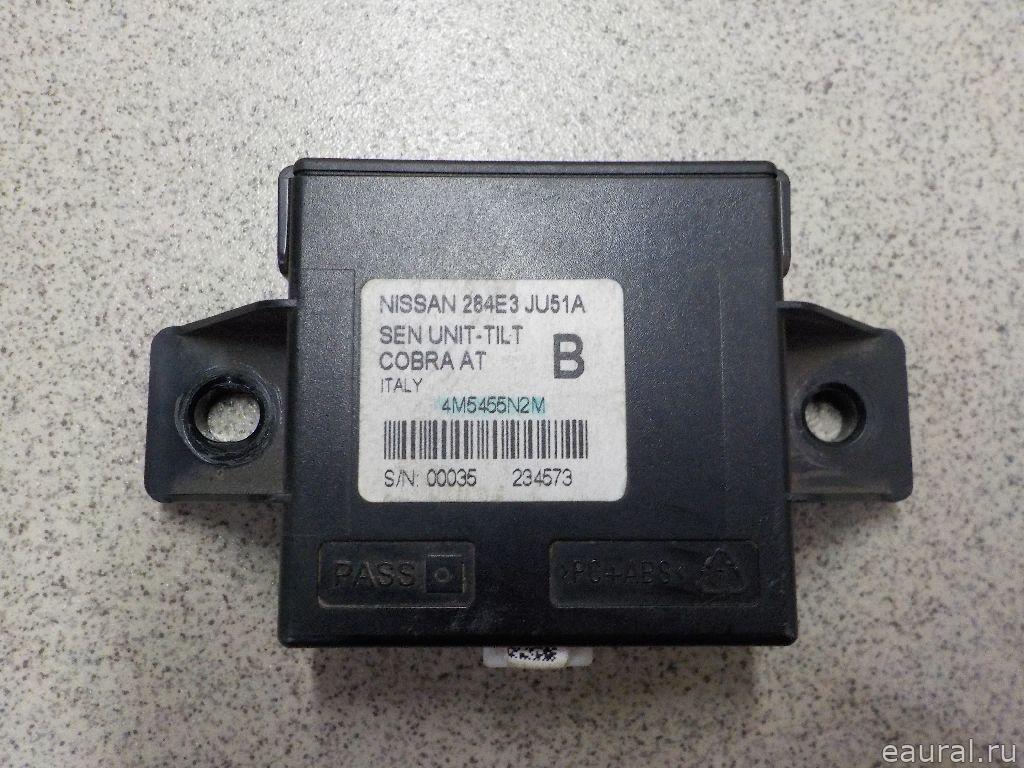 NISSAN 284E3 JU51A
SEN UNIT-TILT
COBRA AT
B
ITALY
4M5455N2M
S/N: 00035 234573
PASS
>PC+ABS<
eaural.ru